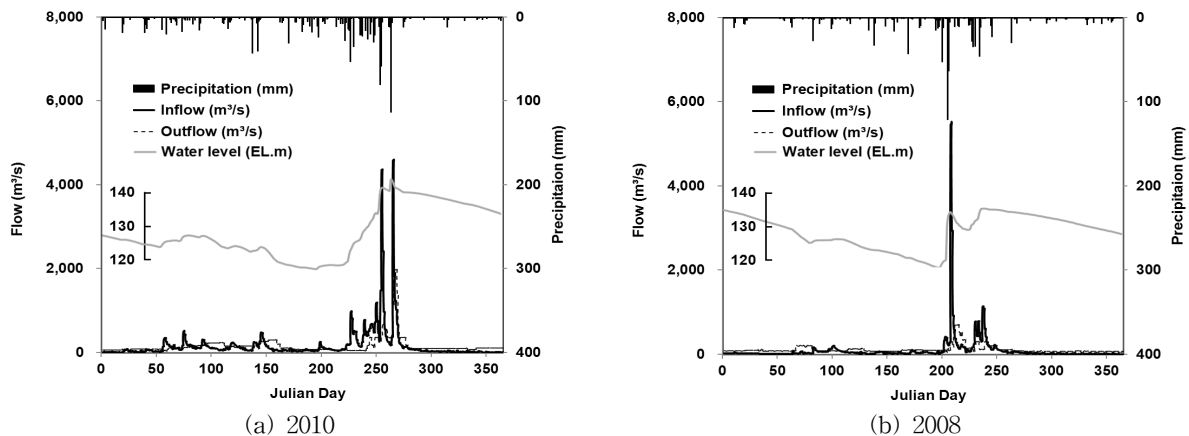 8,000
6,000
4,000
2,000
0
Flow (m³/s)
Precipitation (mm)
Inflow (m³/s)
Outflow (m³/s)
Water level (EL.m)
140
130
120
0
100
200
300
400
Precipitaion (mm)
0 50 100 150 200 250 300 350
Julian Day
(a) 2010
8,000
6,000
4,000
2,000
0
Flow (m³/s)
Precipitation (mm)
Inflow (m³/s)
Outflow (m³/s)
Water level (EL.m)
140
130
120
0
100
200
300
400
Precipitaion (mm)
0 50 100 150 200 250 300 350
Julian Day
(b) 2008